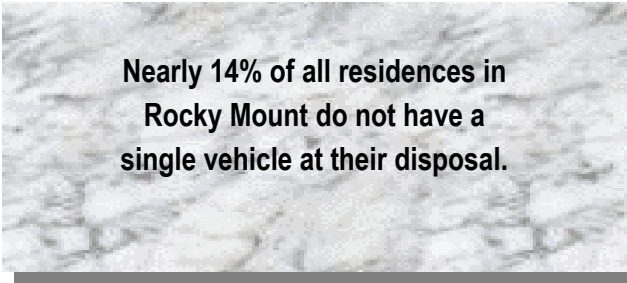 Nearly 14% of all residences in
Rocky Mount do not have a
single vehicle at their disposal.